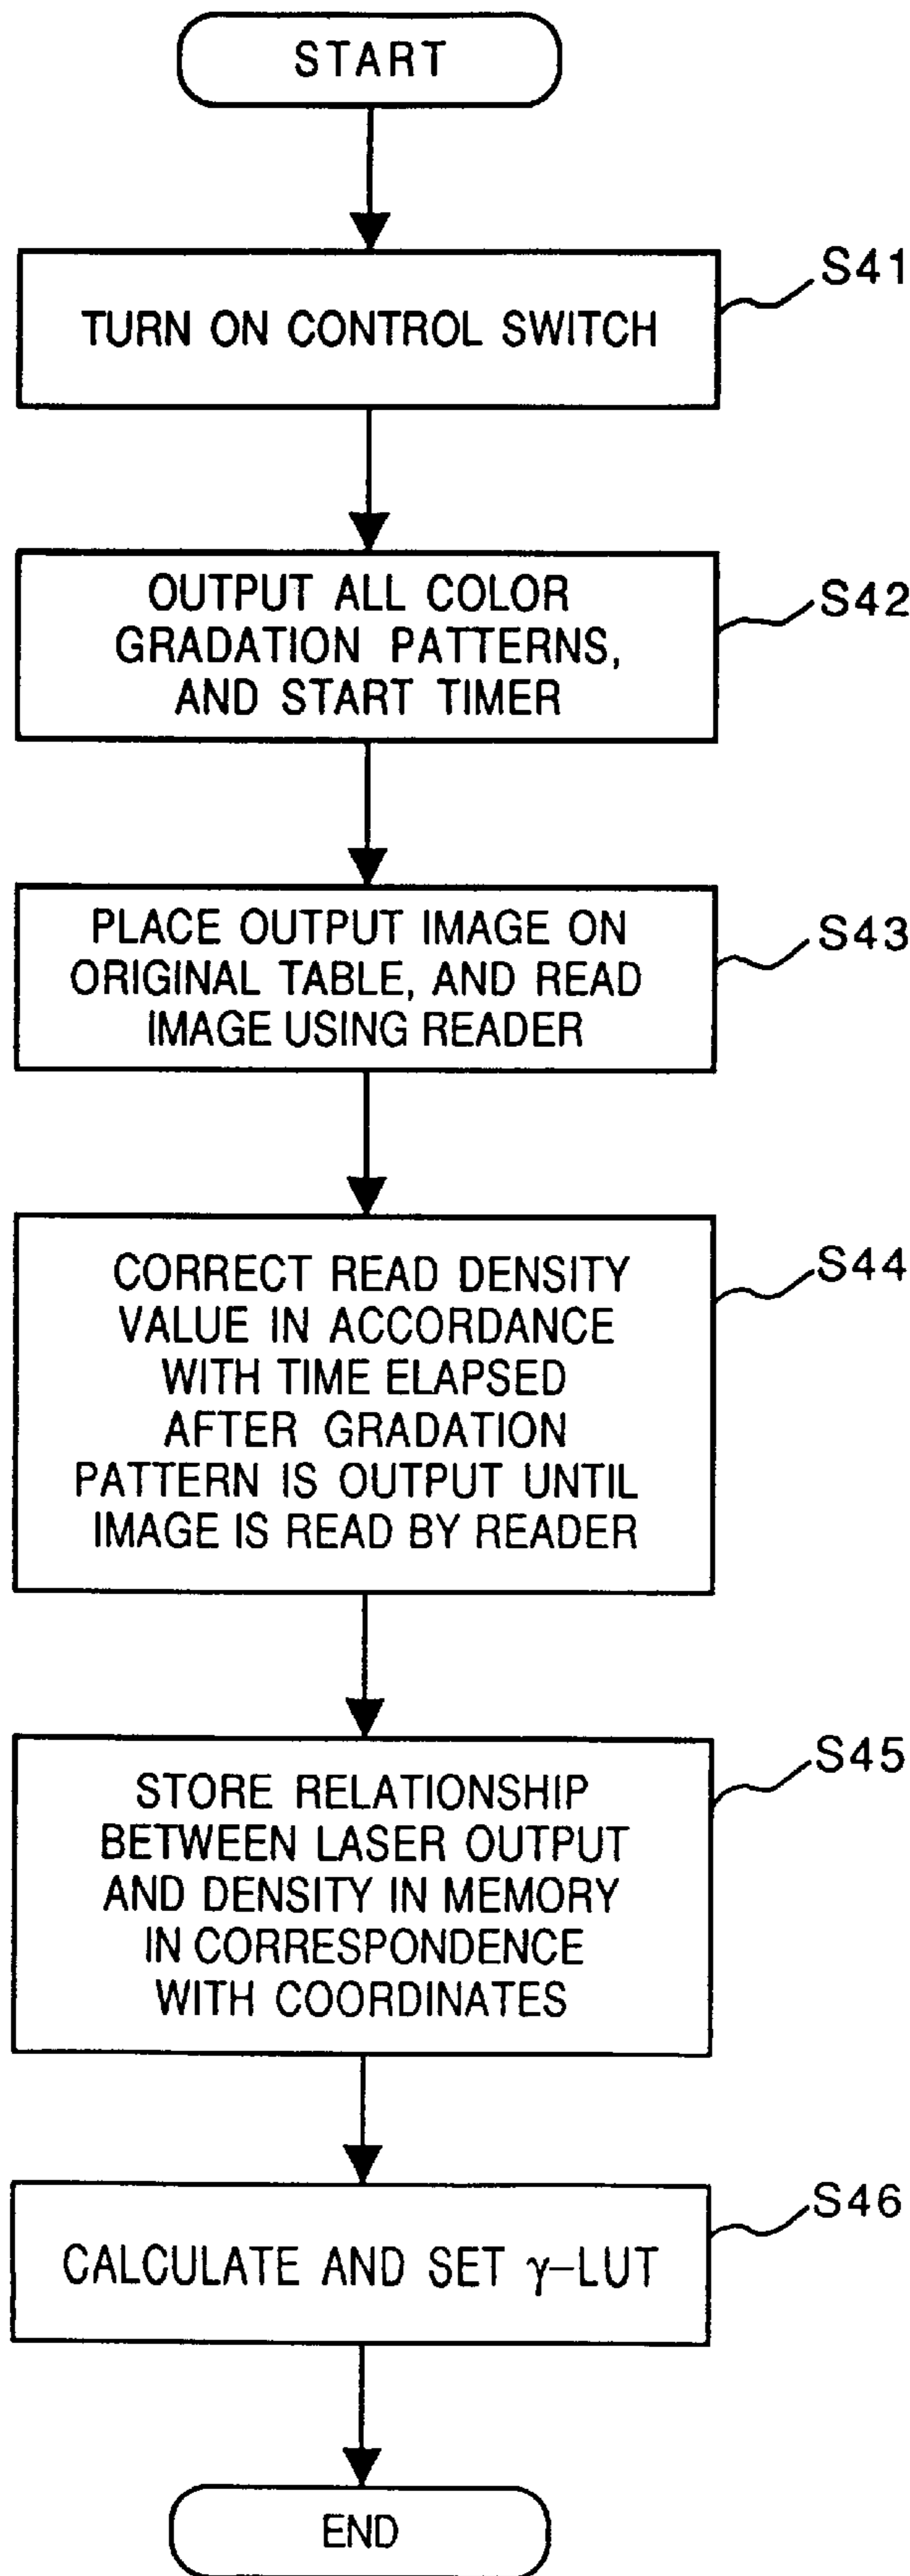 START
S41
TURN ON CONTROL SWITCH
S42
OUTPUT ALL COLOR
GRADATION PATTERNS,
AND START TIMER
S43
PLACE OUTPUT IMAGE ON
ORIGINAL TABLE, AND READ
IMAGE USING READER
S44
CORRECT READ DENSITY
VALUE IN ACCORDANCE
WITH TIME ELAPSED
AFTER GRADATION
PATTERN IS OUTPUT UNTIL
IMAGE IS READ BY READER
S45
STORE RELATIONSHIP
BETWEEN LASER OUTPUT
AND DENSITY IN MEMORY
IN CORRESPONDENCE
WITH COORDINATES
S46
CALCULATE AND SET γ-LUT
END